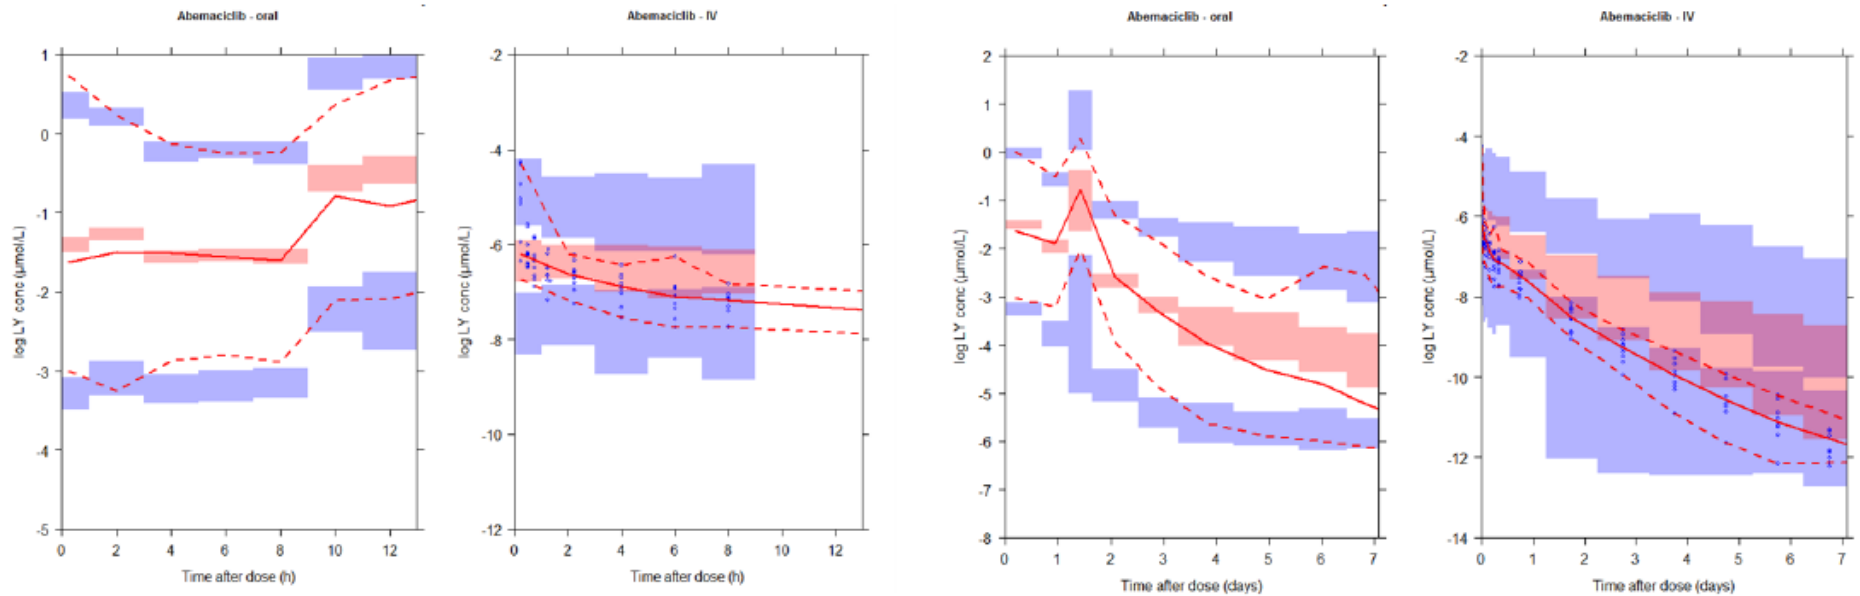 Abemaciclib - oral
1
0
-1
-2
-3
-4
-5
log LY conc (µmol/L)
0 2 4 6 8 10 12
Time after dose (h)
Abemaciclib - IV
-2
-4
-6
-8
-10
-12
log LY conc (µmol/L)
0 2 4 6 8 10 12
Time after dose (h)
Abemaciclib - oral
2
1
0
-1
-2
-3
-4
-5
-6
-7
-8
log LY conc (µmol/L)
0 1 2 3 4 5 6 7
Time after dose (days)
Abemaciclib - IV
-2
-4
-6
-8
-10
-12
-14
log LY conc (µmol/L)
0 1 2 3 4 5 6 7
Time after dose (days)